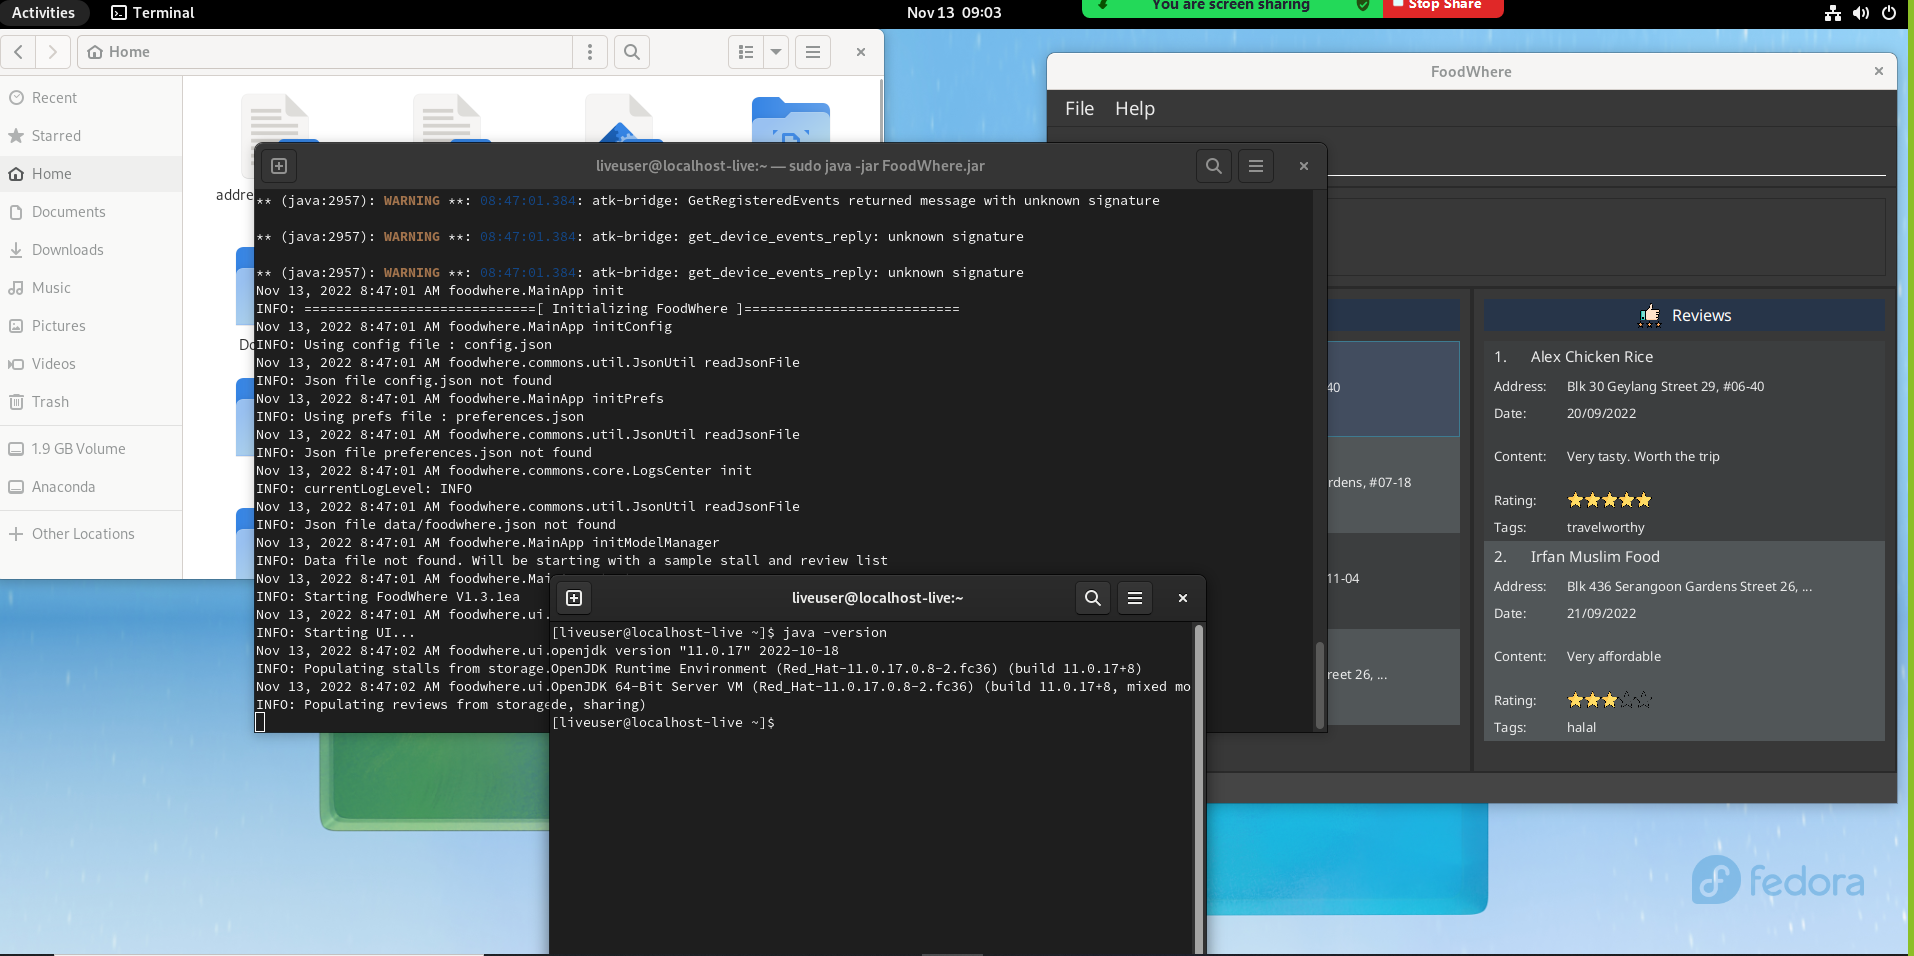 Activities
Terminal
Nov 13 09:03
You are screen sharing
Stop Share
Home
Recent
Starred
Home
Documents
Downloads
Music
Pictures
Videos
Trash
1.9 GB Volume
Anaconda
Other Locations
addre
Do
liveuser@localhost-live:~ — sudo java -jar FoodWhere.jar
** (java:2957): WARNING **: 08:47:01.384: atk-bridge: GetRegisteredEvents returned message with unknown signature
** (java:2957): WARNING **: 08:47:01.384: atk-bridge: get_device_events_reply: unknown signature
** (java:2957): WARNING **: 08:47:01.384: atk-bridge: get_device_events_reply: unknown signature
Nov 13, 2022 8:47:01 AM foodwhere.MainApp init
INFO: =============================[ Initializing FoodWhere ]===========================
Nov 13, 2022 8:47:01 AM foodwhere.MainApp initConfig
INFO: Using config file : config.json
Nov 13, 2022 8:47:01 AM foodwhere.commons.util.JsonUtil readJsonFile
INFO: Json file config.json not found
Nov 13, 2022 8:47:01 AM foodwhere.MainApp initPrefs
INFO: Using prefs file : preferences.json
Nov 13, 2022 8:47:01 AM foodwhere.commons.util.JsonUtil readJsonFile
INFO: Json file preferences.json not found
Nov 13, 2022 8:47:01 AM foodwhere.commons.core.LogsCenter init
INFO: currentLogLevel: INFO
Nov 13, 2022 8:47:01 AM foodwhere.commons.util.JsonUtil readJsonFile
INFO: Json file data/foodwhere.json not found
Nov 13, 2022 8:47:01 AM foodwhere.MainApp initModelManager
INFO: Data file not found. Will be starting with a sample stall and review list
Nov 13, 2022 8:47:01 AM foodwhere.Mai
INFO: Starting FoodWhere V1.3.1ea
Nov 13, 2022 8:47:01 AM foodwhere.ui.
INFO: Starting UI...
Nov 13, 2022 8:47:02 AM foodwhere.ui.
INFO: Populating stalls from storage.
Nov 13, 2022 8:47:02 AM foodwhere.ui.
INFO: Populating reviews from storage
liveuser@localhost-live:~
[liveuser@localhost-live ~]$ java -version
openjdk version "11.0.17" 2022-10-18
OpenJDK Runtime Environment (Red_Hat-11.0.17.0.8-2.fc36) (build 11.0.17+8)
OpenJDK 64-Bit Server VM (Red_Hat-11.0.17.0.8-2.fc36) (build 11.0.17+8, mixed mo
de, sharing)
[liveuser@localhost-live ~]$
FoodWhere
File Help
40
rdens, #07-18
11-04
reet 26, ...
Reviews
1. Alex Chicken Rice
Address: Blk 30 Geylang Street 29, #06-40
Date: 20/09/2022
Content: Very tasty. Worth the trip
Rating:
Tags: travelworthy
2. Irfan Muslim Food
Address: Blk 436 Serangoon Gardens Street 26, ...
Date: 21/09/2022
Content: Very affordable
Rating:
Tags: halal
fedora